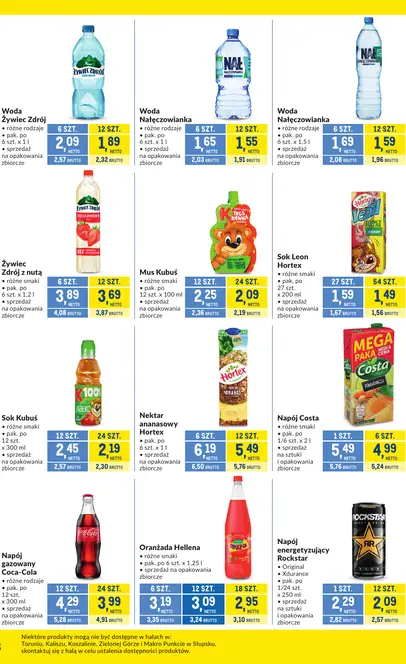 Woda
Żywiec Zdrój
• różne rodzaje
• pak. po
6 szt. x 1 l
• sprzedaż
na opakowania
zbiorcze
6 SZT. 12 SZT.
2,09 NETTO 1,89 NETTO
2,57 BRUTTO 2,32 BRUTTO
Woda
Nałęczowianka
• różne rodzaje
• pak. po
6 szt. x 1 l
• sprzedaż
na opakowania
zbiorcze
6 SZT. 12 SZT.
1,65 NETTO 1,55 NETTO
2,03 BRUTTO 1,91 BRUTTO
Woda
Nałęczowianka
• różne rodzaje
• pak. po
6 szt. x 1.5 l
• sprzedaż
na opakowania
zbiorcze
6 SZT. 12 SZT.
1,69 NETTO 1,59 NETTO
2,08 BRUTTO 1,96 BRUTTO
Żywiec
Zdrój z nutą
• różne smaki
• pak. po
6 szt. x 1,2 l
• sprzedaż
na opakowania
zbiorcze
6 SZT. 12 SZT.
3,89 NETTO 3,69 NETTO
4,08 BRUTTO 3,87 BRUTTO
Mus Kubuś
• różne smaki
• pak. po
12 szt. x 100 ml
• sprzedaż
na opakowania
zbiorcze
12 SZT. 24 SZT.
2,25 NETTO 2,09 NETTO
2,36 BRUTTO 2,19 BRUTTO
Sok Leon
Hortex
• różne smaki
• pak. po
27 szt.
x 200 ml
• sprzedaż
na opakowania
zbiorcze
27 SZT. 54 SZT.
1,59 NETTO 1,49 NETTO
1,67 BRUTTO 1,56 BRUTTO
Sok Kubuś
• różne smaki
• pak. po
12 szt.
x 300 ml
• sprzedaż
na opakowania
zbiorcze
12 SZT. 24 SZT.
2,45 NETTO 2,19 NETTO
2,57 BRUTTO 2,30 BRUTTO
Hortex
Nektar
ananasowy
Hortex
• różne smaki
• pak. po
6 szt. x 1 l
• sprzedaż
na opakowania
zbiorcze
6 SZT. 12 SZT.
6,19 NETTO 5,49 NETTO
6,50 BRUTTO 5,76 BRUTTO
MEGA
PAKA
Costa
Napój Costa
• różne smaki
• pak. po
1/6 szt. x 2 l
• sprzedaż
na sztuki
i opakowania
zbiorcze
1 SZT. 6 SZT.
5,49 NETTO 4,99 NETTO
5,76 BRUTTO 5,24 BRUTTO
Napój
gazowany
Coca-Cola
• różne rodzaje
• pak. po
12 szt.
x 300 ml
• sprzedaż
na opakowania
zbiorcze
12 SZT. 24 SZT.
4,29 NETTO 3,99 NETTO
5,28 BRUTTO 4,91 BRUTTO
Oranżada Hellena
• różne smaki
• pak. po 6 szt. x 1,25 l
• sprzedaż na opakowania
zbiorcze
6 SZT. 12 SZT. 18 SZT.
3,19 NETTO 3,09 NETTO 2,95 NETTO
3,35 BRUTTO 3,24 BRUTTO 3,10 BRUTTO
ROCKSTAR
Napój
energetyzujący
Rockstar
• Original
• Xdurance
• pak. po
1/24 szt.
x 250 ml
• sprzedaż
na sztuki
i opakowania
zbiorcze
1 SZT. 12 SZT.
2,29 NETTO 2,09 NETTO
2,82 BRUTTO 2,57 BRUTTO
Niektóre produkty mogą nie być dostępne w halach w:
Toruniu, Kaliszu, Koszalinie, Zielonej Górze i Makro Punkcie w Słupsku,
skontaktuj się z halą w celu ustalenia dostępności produktów.